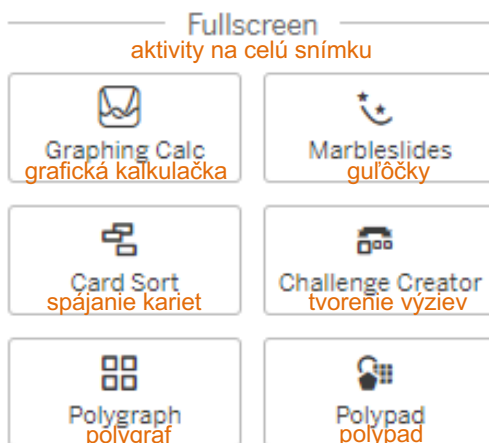 Fullscreen
aktivity na celú snímku
Graphing Calc
grafická kalkulačka
Marbleslides
guľôčky
Card Sort
spájanie kariet
Challenge Creator
tvorenie výziev
Polygraph
polygraf
Polypad
polypad